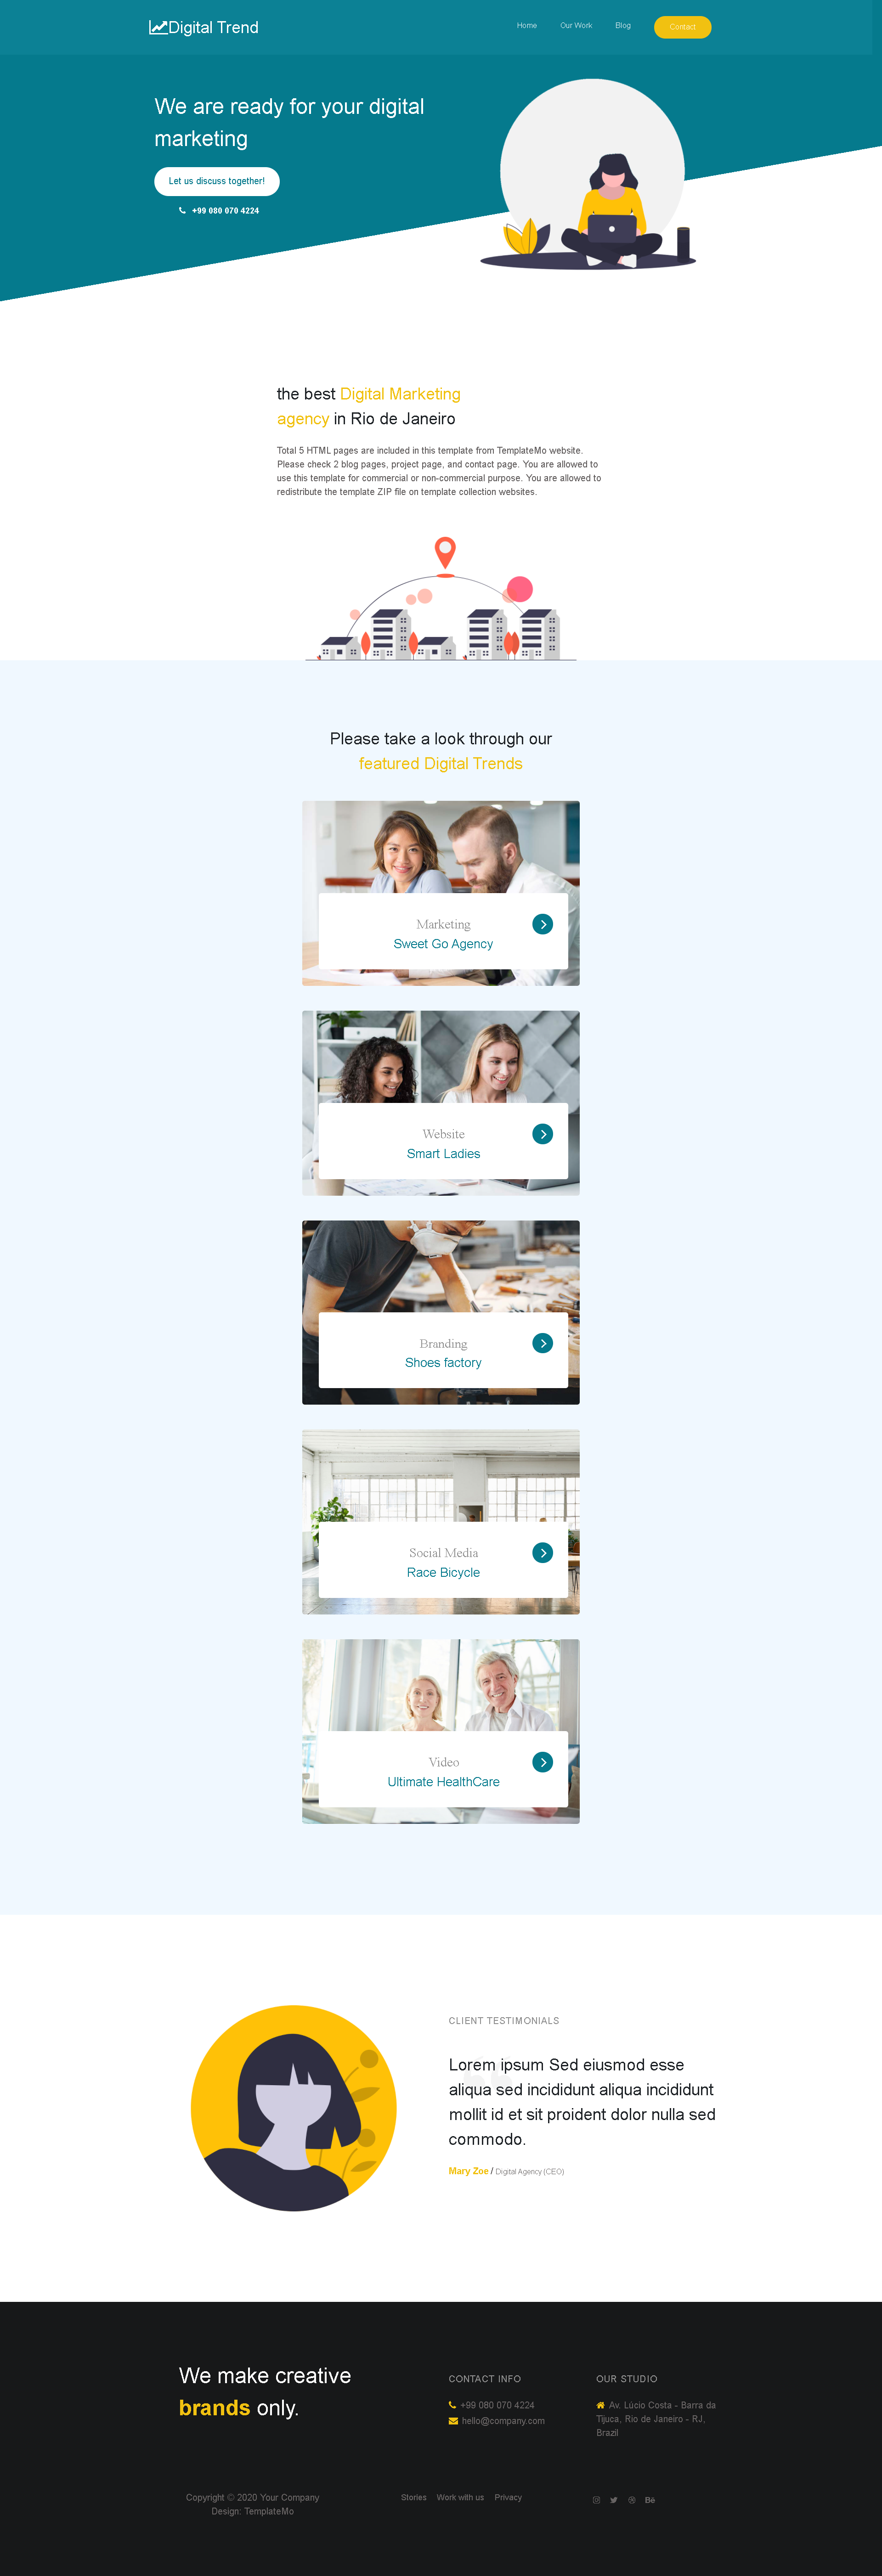 Digital Trend
Home
Our Work
Blog
Contact
We are ready for your digital
marketing
Let us discuss together!
+99 080 070 4224
the best Digital Marketing
agency in Rio de Janeiro
Total 5 HTML pages are included in this template from TemplateMo website.
Please check 2 blog pages, project page, and contact page. You are allowed to
use this template for commercial or non-commercial purpose. You are allowed to
redistribute the template ZIP file on template collection websites.
Please take a look through our
featured Digital Trends
Marketing
Sweet Go Agency
Website
Smart Ladies
Branding
Shoes factory
Social Media
Race Bicycle
Video
Ultimate HealthCare
CLIENT TESTIMONIALS
Lorem ipsum Sed eiusmod esse
aliqua sed incididunt aliqua incididunt
mollit id et sit proident dolor nulla sed
commodo.
Mary Zoe / Digital Agency (CEO)
We make creative
brands only.
CONTACT INFO
+99 080 070 4224
hello@company.com
OUR STUDIO
Av. Lúcio Costa - Barra da
Tijuca, Rio de Janeiro - RJ,
Brazil
Copyright © 2020 Your Company
Design: TemplateMo
Stories
Work with us
Privacy